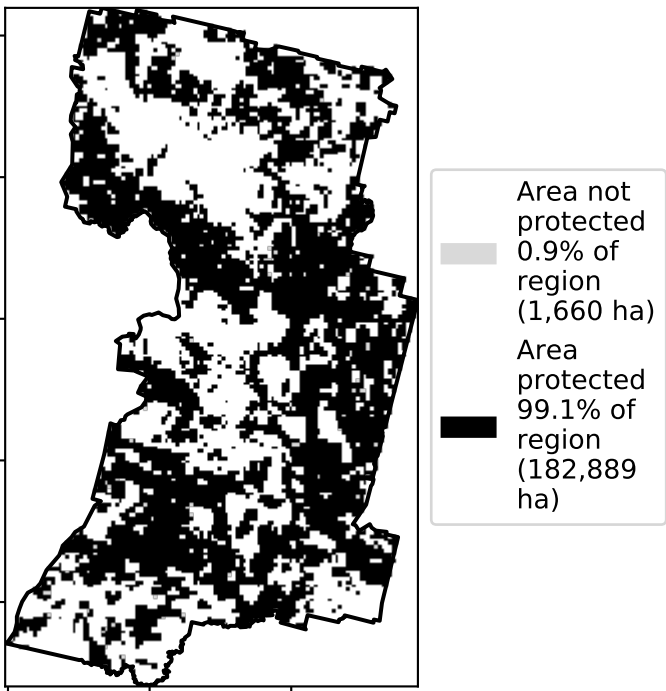 Area not
protected
0.9% of
region
(1,660 ha)
Area
protected
99.1% of
region
(182,889
ha)